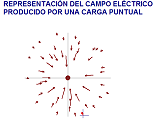 REPRESENTACIÓN DEL CAMPO ELÉCTRICO
PRODUCIDO POR UNA CARGA PUNTUAL